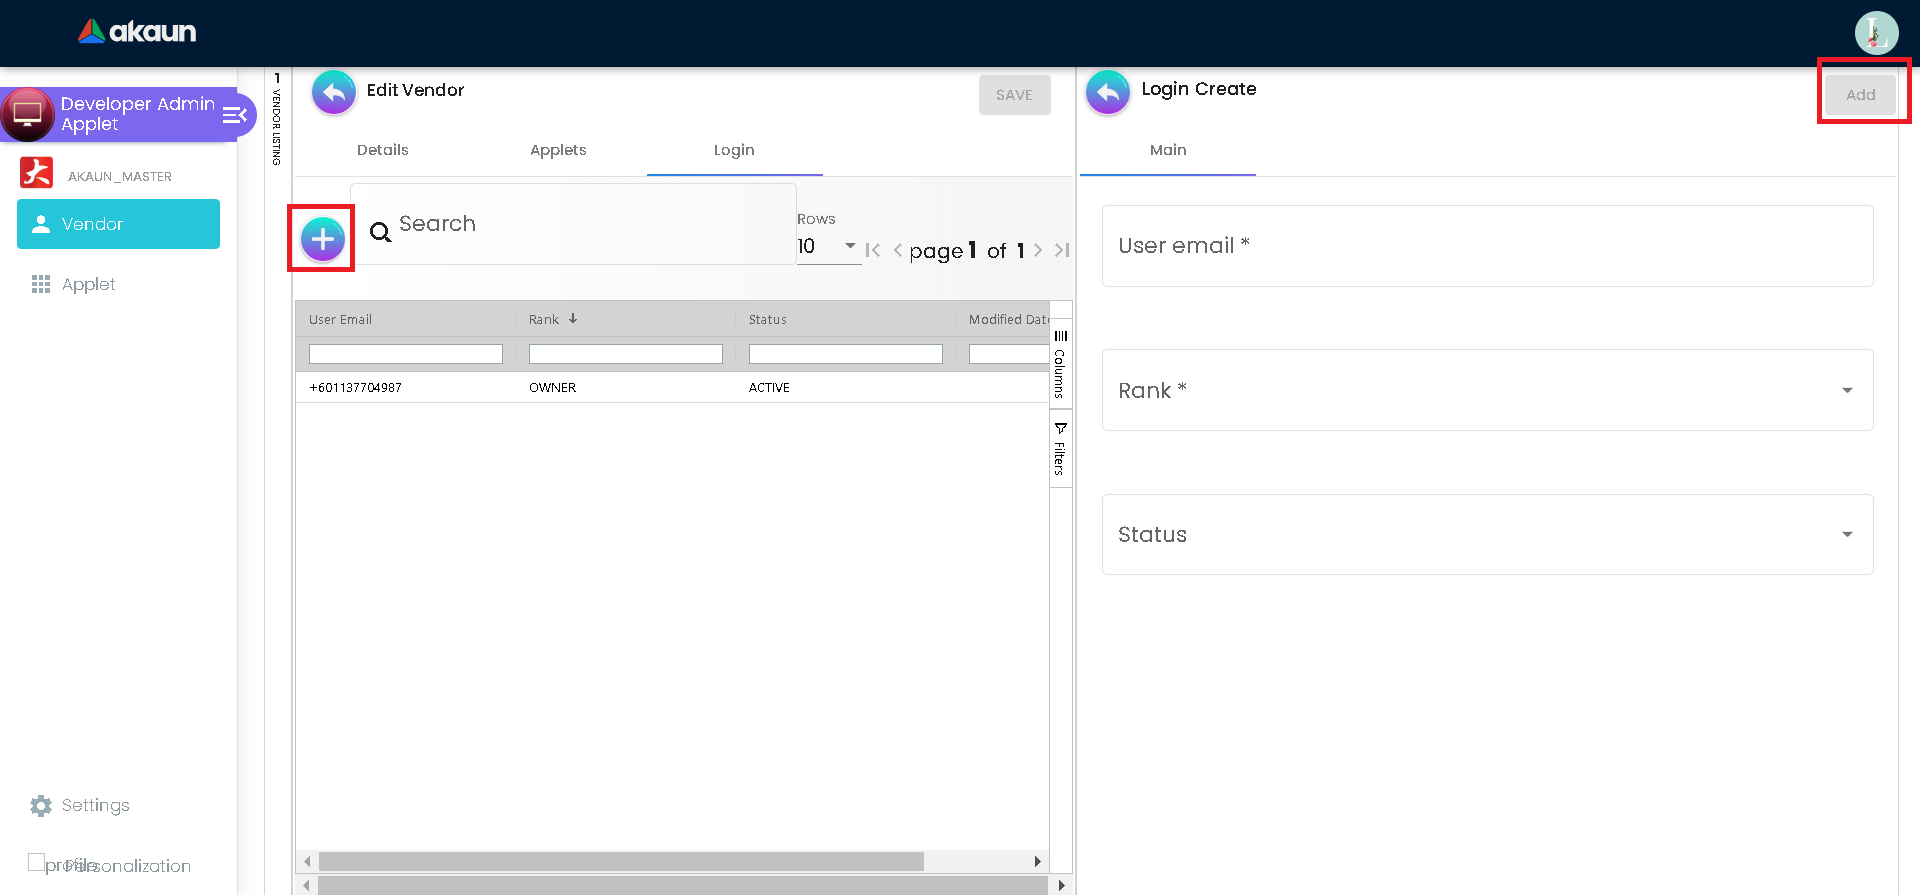 akaun
L
Developer Admin
Applet
AKAUN_MASTER
Vendor
Applet
Settings
profile
Personalization
1 VENDOR LISTING
Edit Vendor
SAVE
Details
Applets
Login
Search
Rows
10
page 1 of 1
User Email
Rank
Status
Modified Date
+601137704987
OWNER
ACTIVE
Columns
Filters
Login Create
Add
Main
User email *
Rank *
Status